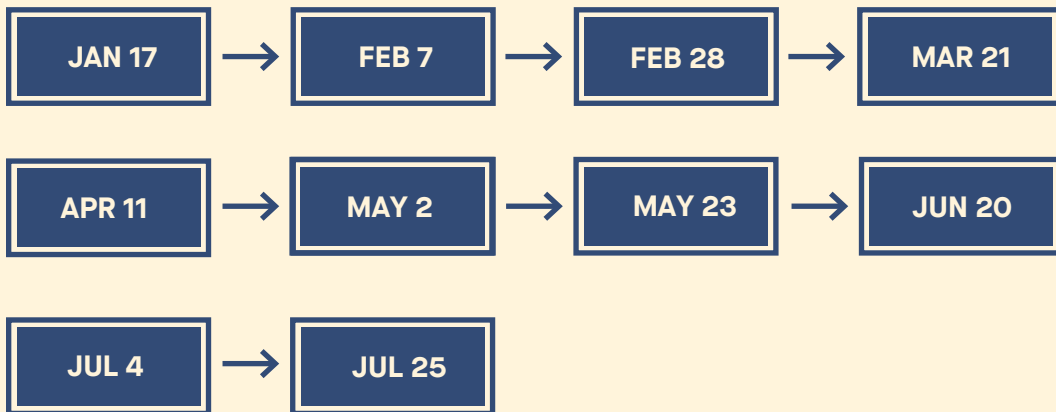 JAN 17 → FEB 7 → FEB 28 → MAR 21
APR 11 → MAY 2 → MAY 23 → JUN 20
JUL 4 → JUL 25